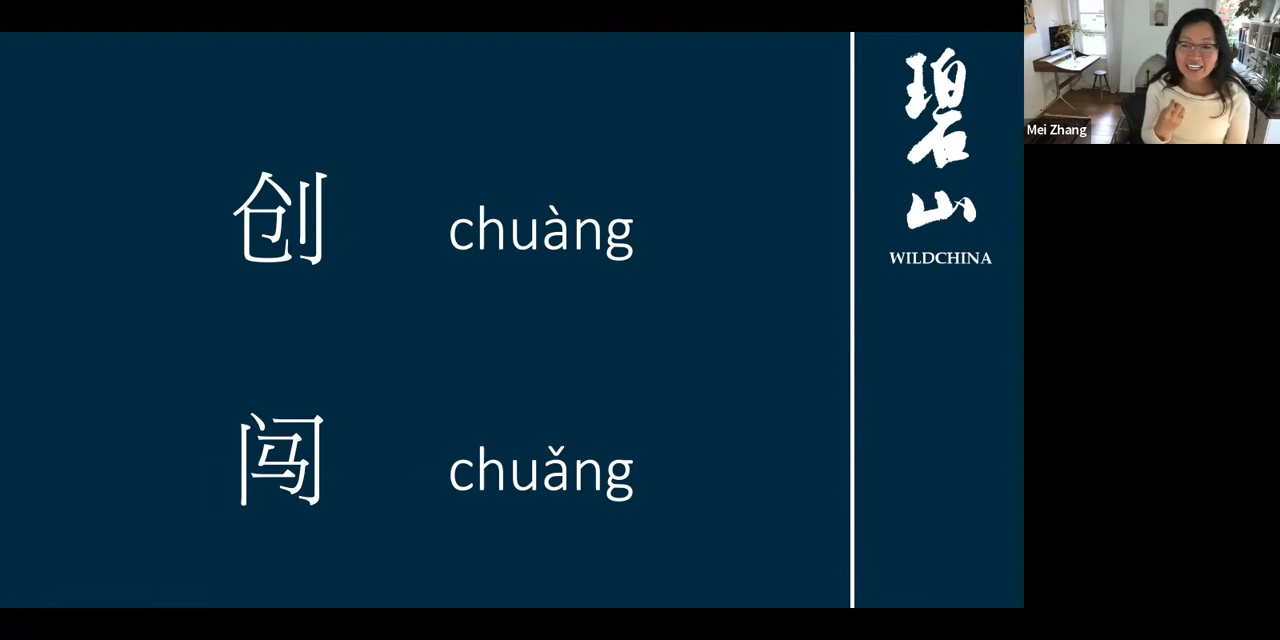 创 chuàng
闯 chuǎng
碧
山
WILDCHINA
Mei Zhang